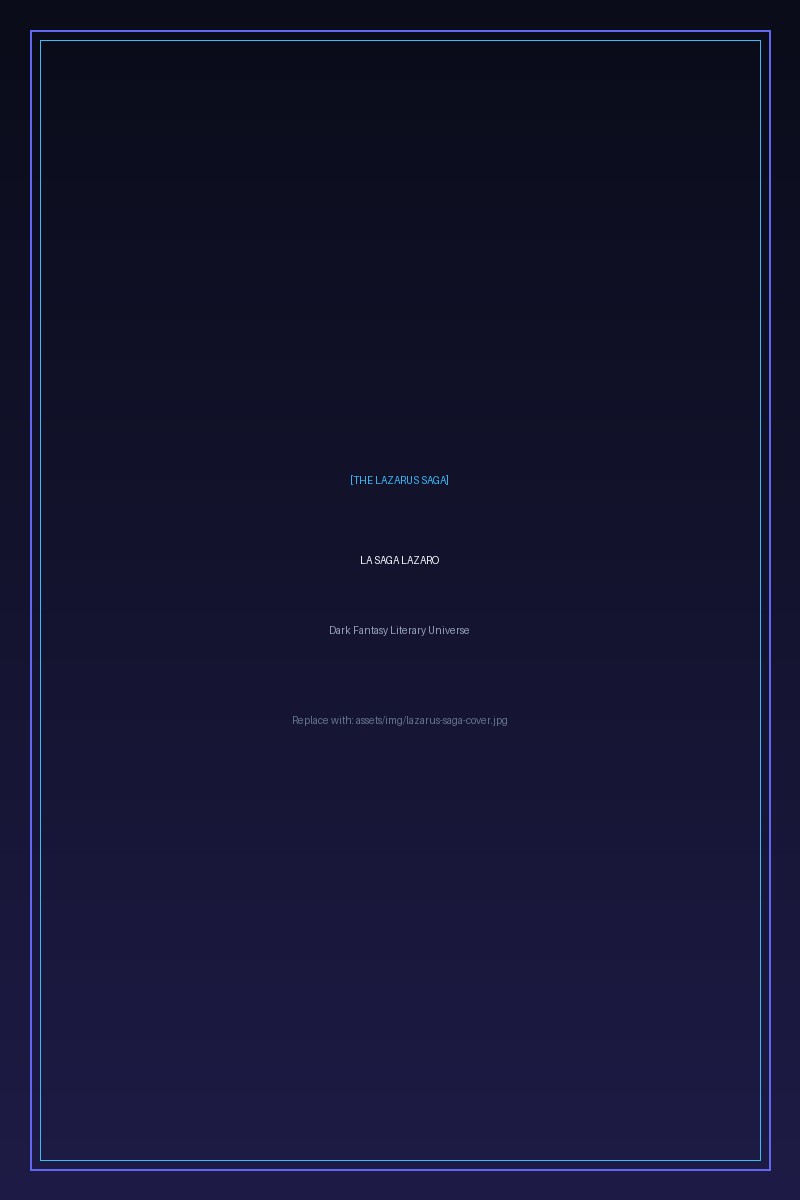 [THE LAZARUS SAGA]
LA SAGA LAZARO
Dark Fantasy Literary Universe
Replace with: assets/img/lazarus-saga-cover.jpg